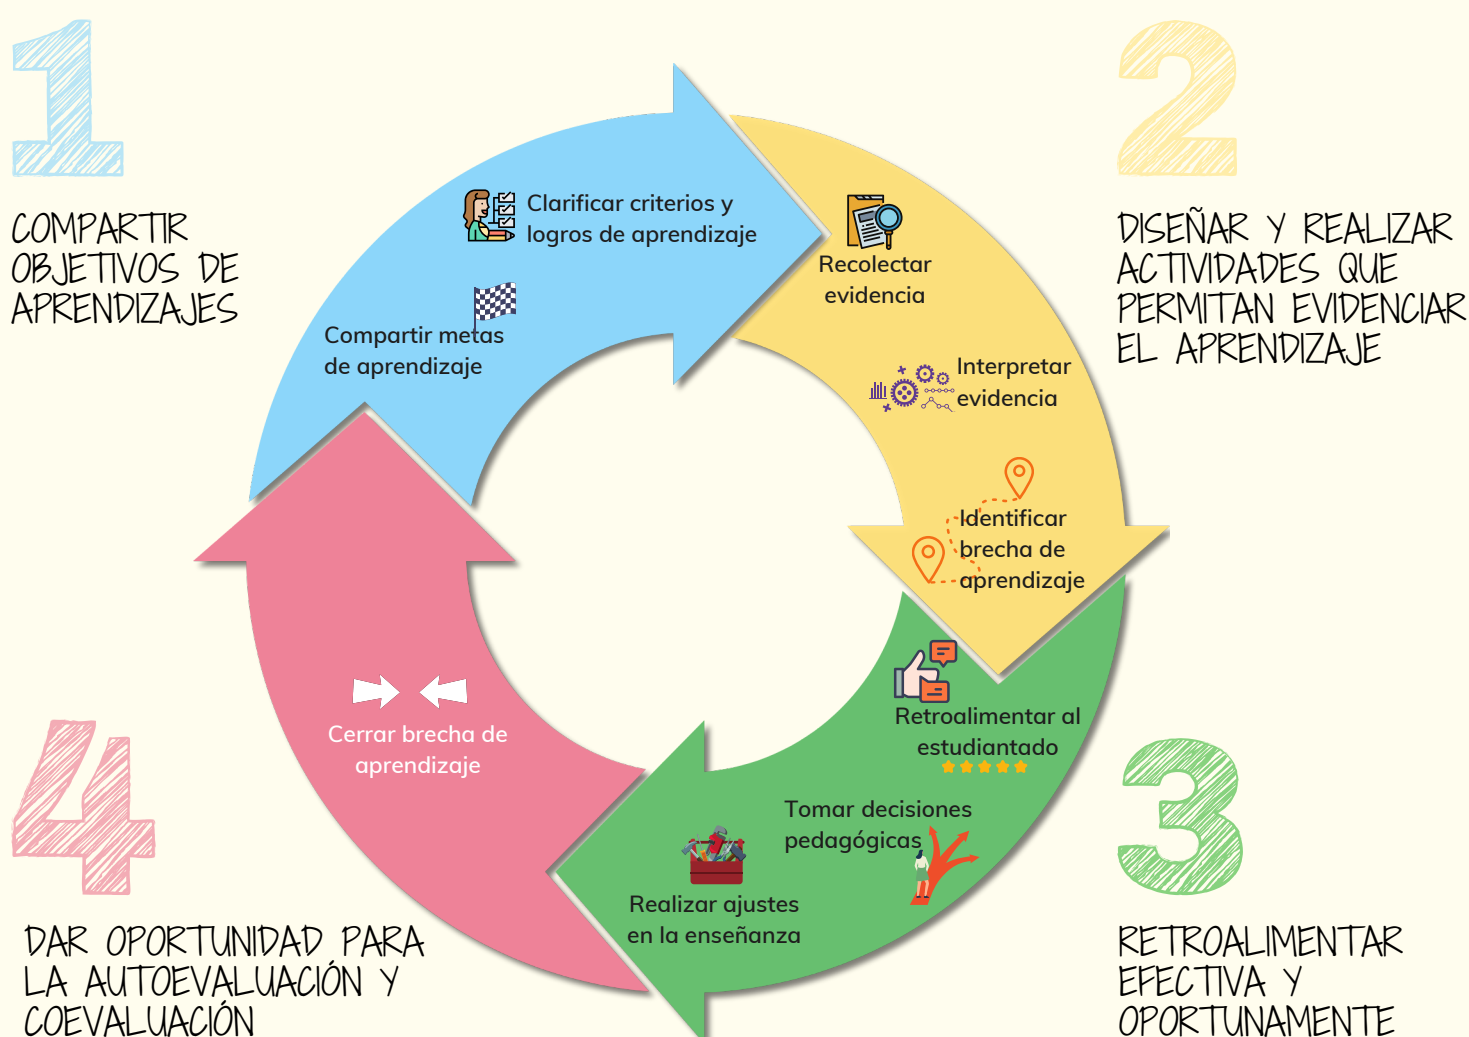 1
COMPARTIR
OBJETIVOS DE
APRENDIZAJES
Clarificar criterios y
logros de aprendizaje
Compartir metas
de aprendizaje
2
DISEÑAR Y REALIZAR
ACTIVIDADES QUE
PERMITAN EVIDENCIAR
EL APRENDIZAJE
Recolectar
evidencia
Interpretar
evidencia
Identificar
brecha de
aprendizaje
3
RETROALIMENTAR
EFECTIVA Y
OPORTUNAMENTE
Retroalimentar al
estudiantado
Tomar decisiones
pedagógicas
Realizar ajustes
en la enseñanza
4
DAR OPORTUNIDAD PARA
LA AUTOEVALUACIÓN Y
COEVALUACIÓN
Cerrar brecha de
aprendizaje